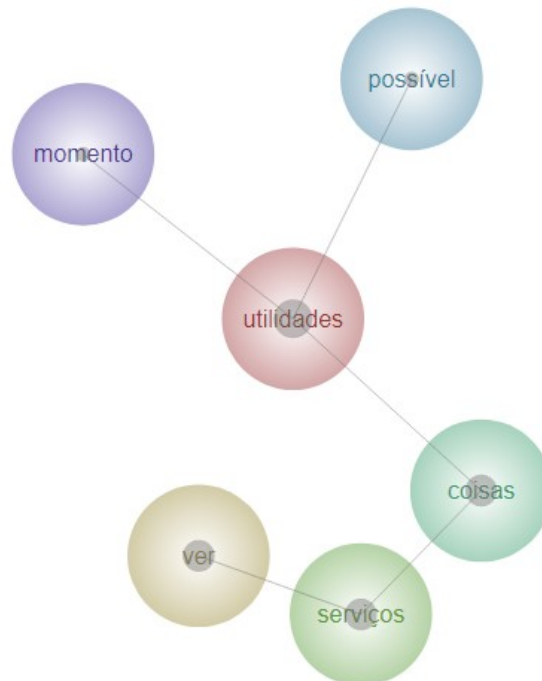 possível
momento
utilidades
coisas
ver
serviços